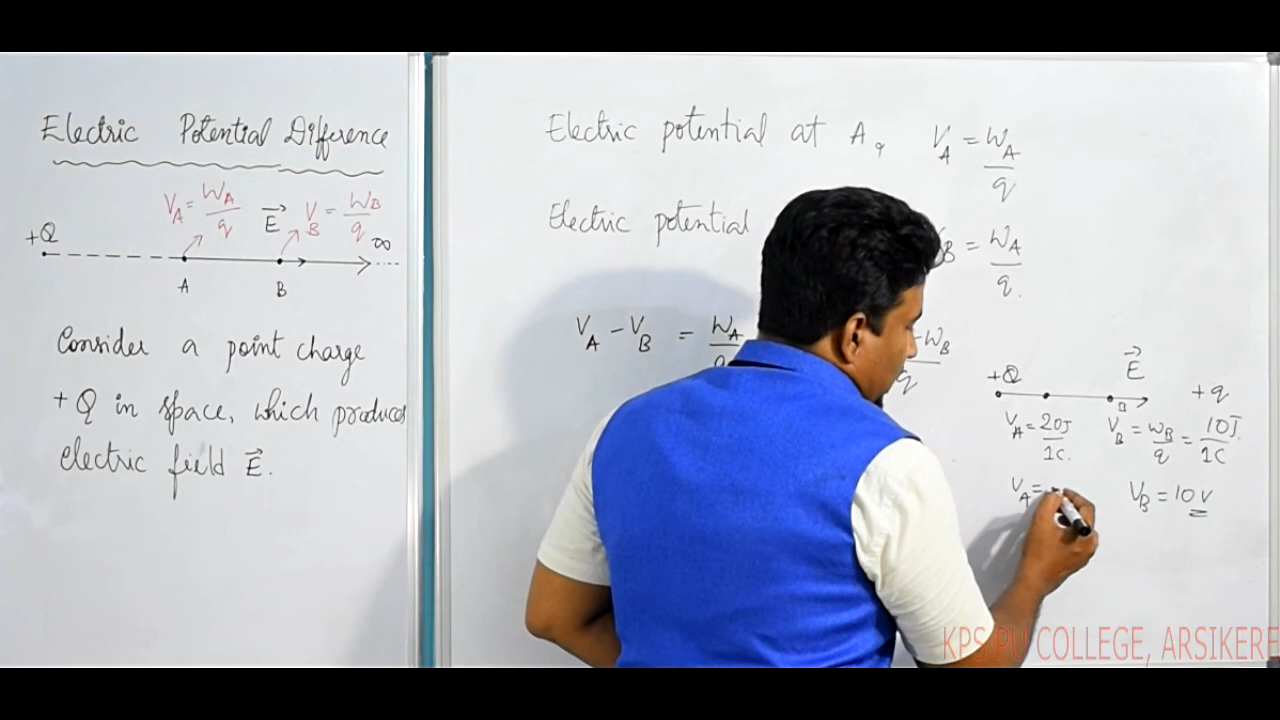 Electric Potential Difference
V_A = W_A/q E⃗ V_B = W_B/q
+Q ∞
A B
Consider a point charge
+Q in space, which produces
electric field E⃗.
Electric potential at A, V_A = W_A/q
Electric potential B = W_A/q.
V_A - V_B = W_A -W_B/q
+Q E⃗ +q
B
V_A = 20J/1C. V_B = W_B/q = 10J/1C.
V_A = V_B = 10V
KPS PU COLLEGE, ARSIKERE